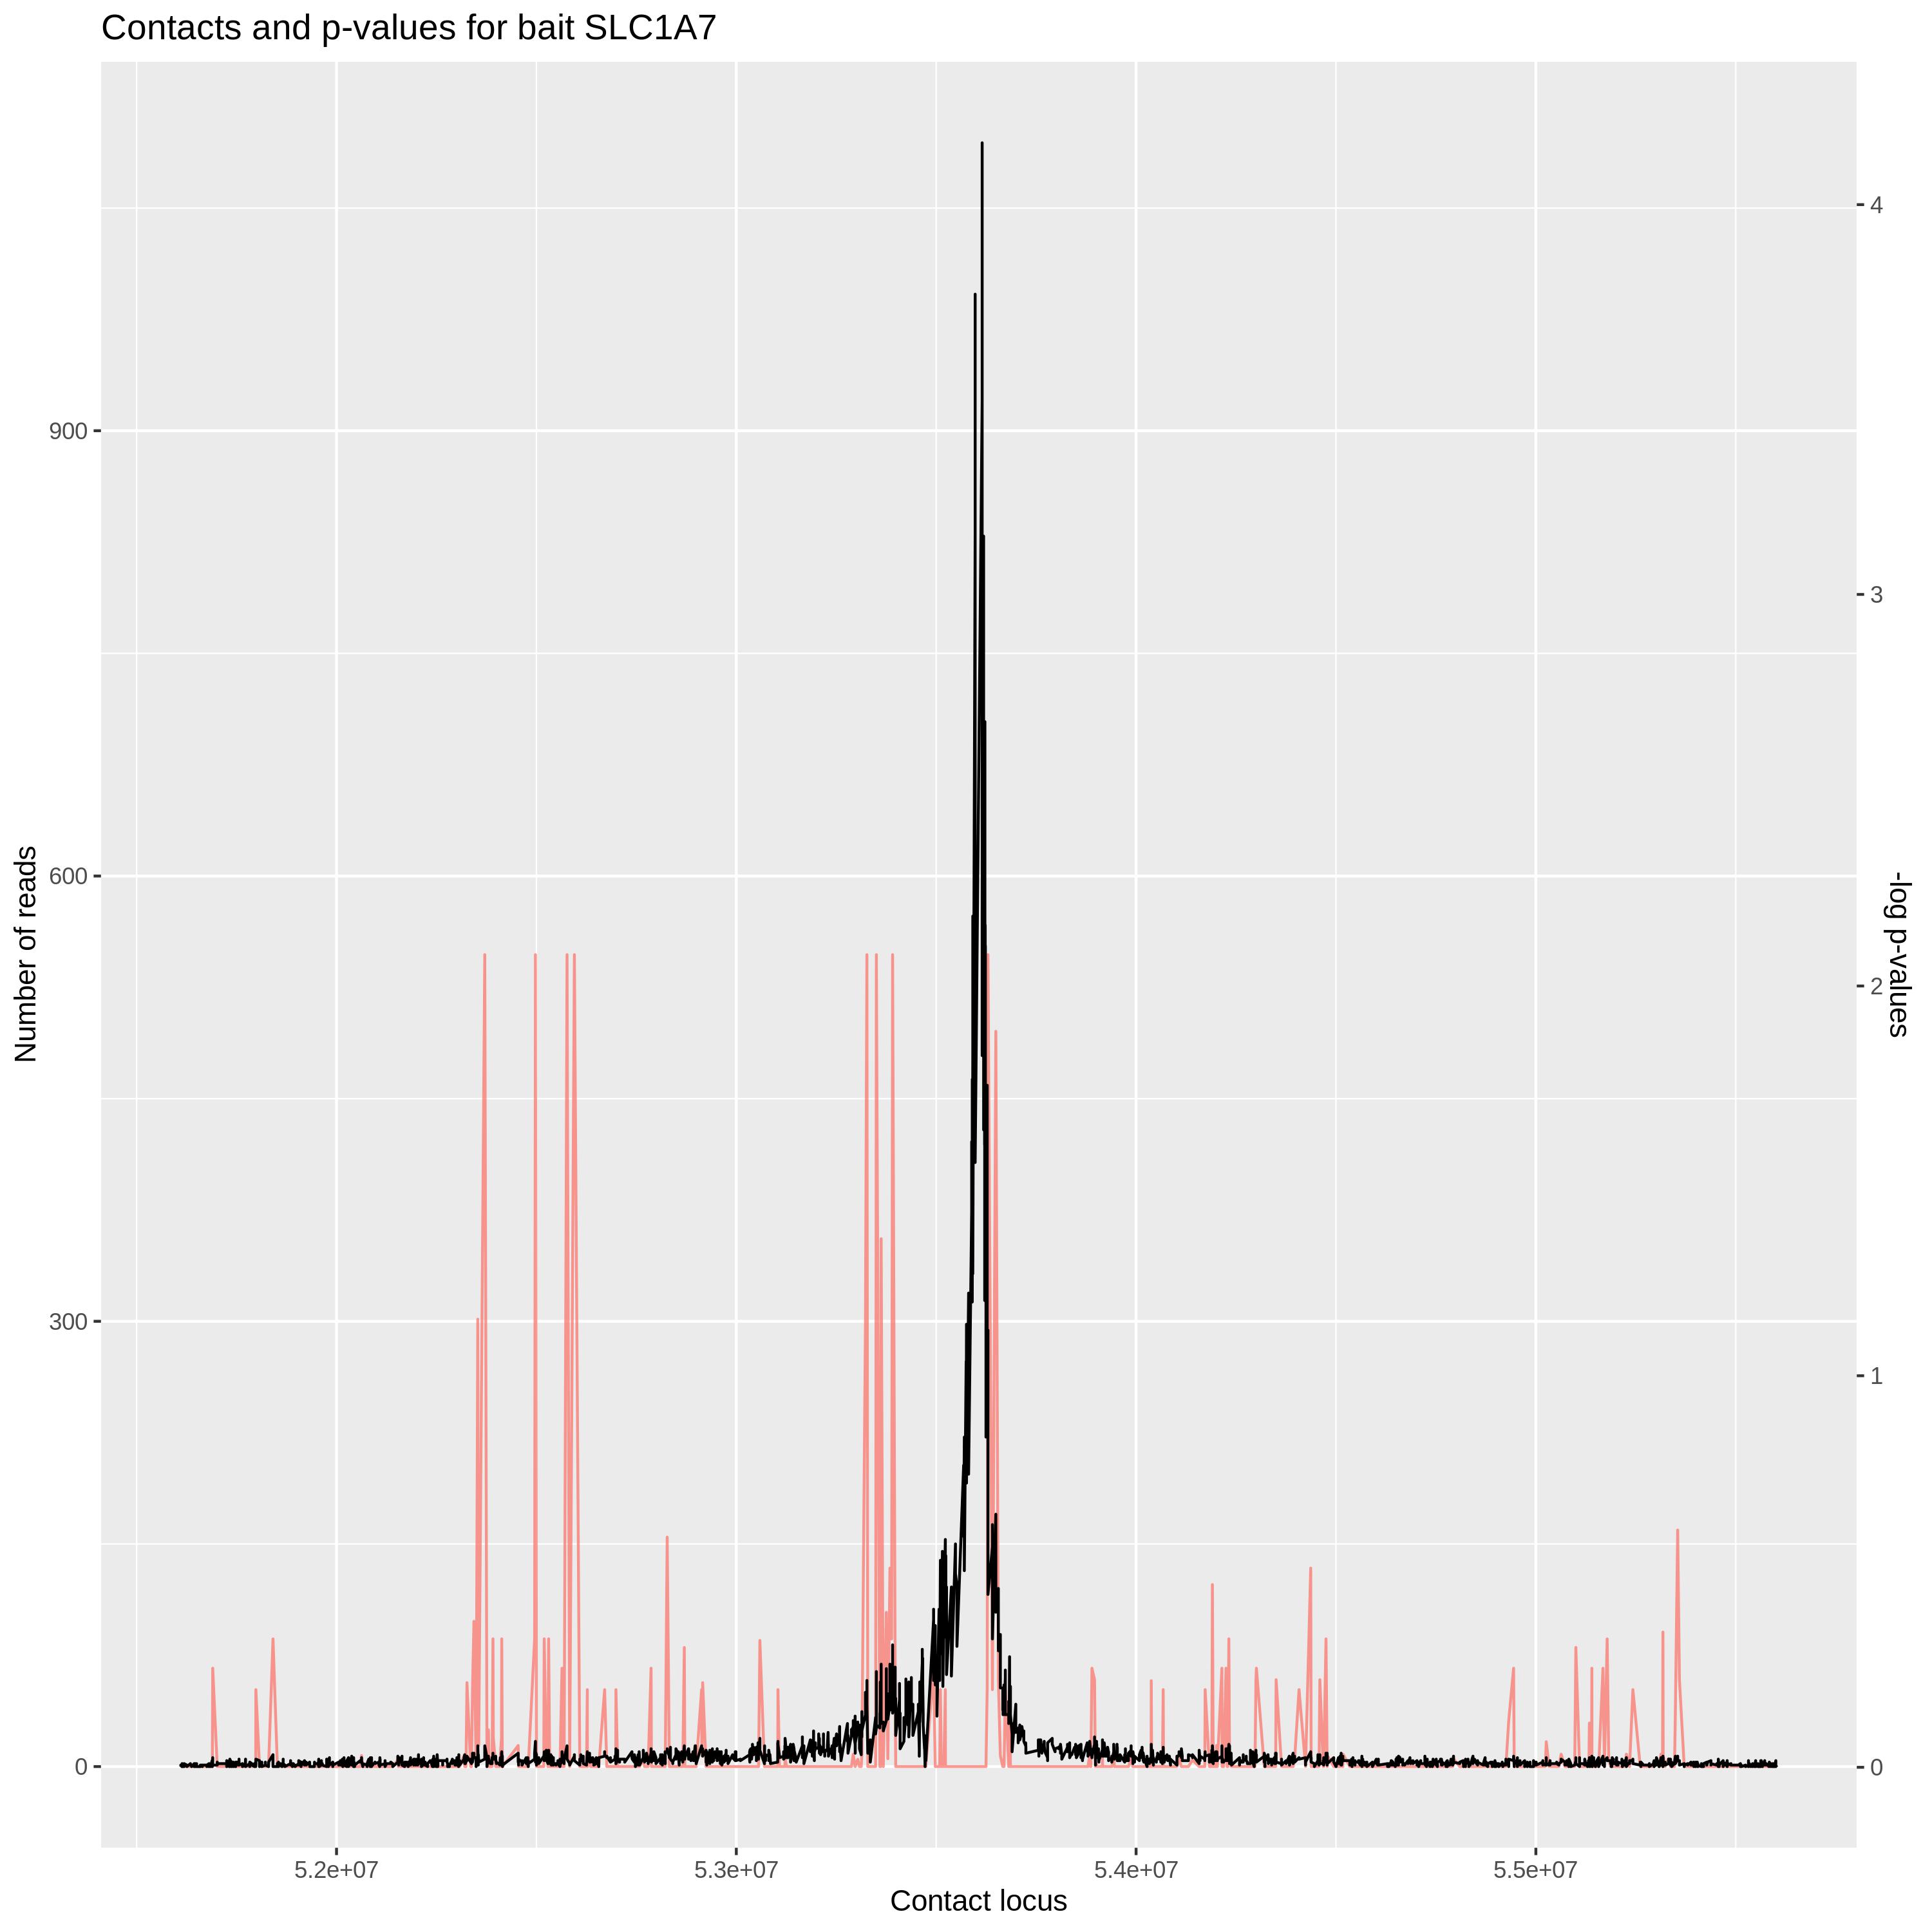 Contacts and p-values for bait SLC1A7
Number of reads
900
600
300
0
4
3
2
1
0
-log p-values
5.2e+07 5.3e+07 5.4e+07 5.5e+07
Contact locus